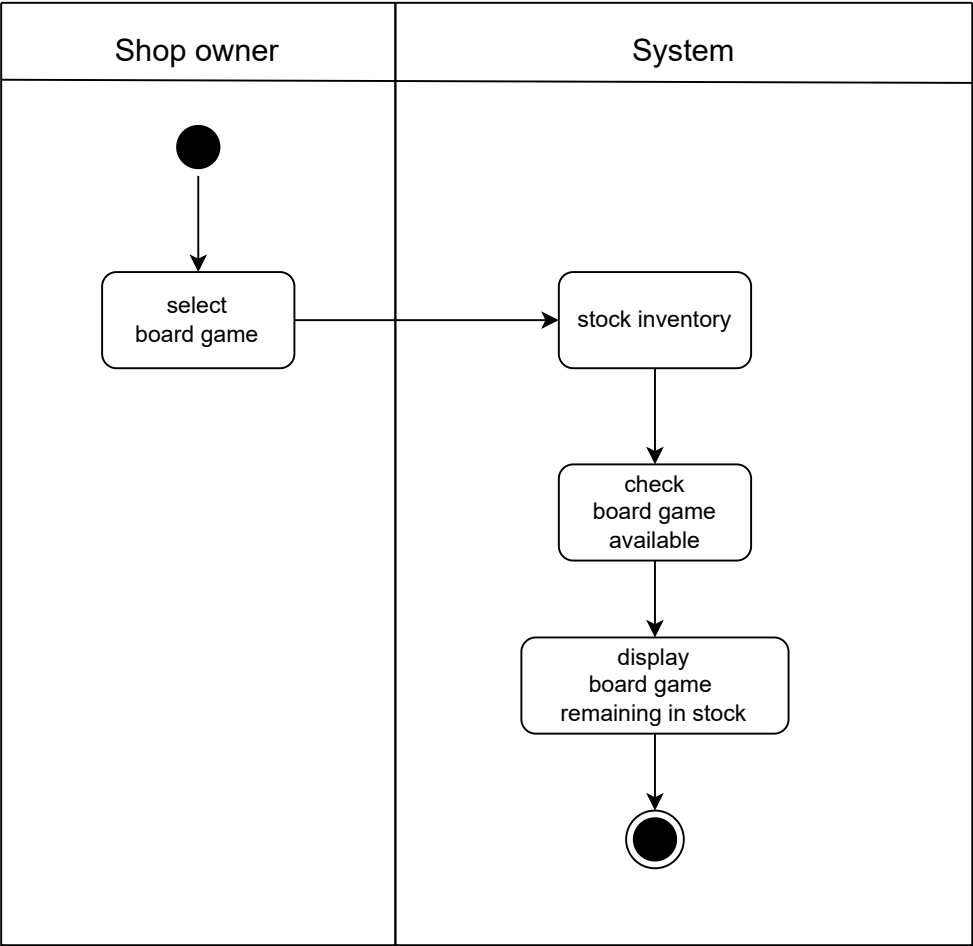 Shop owner
System
select
board game
stock inventory
check
board game
available
display
board game
remaining in stock